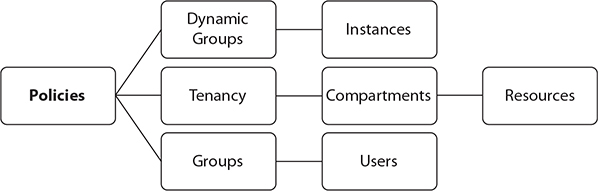 Dynamic
Groups
Instances
Policies
Tenancy
Compartments
Resources
Groups
Users